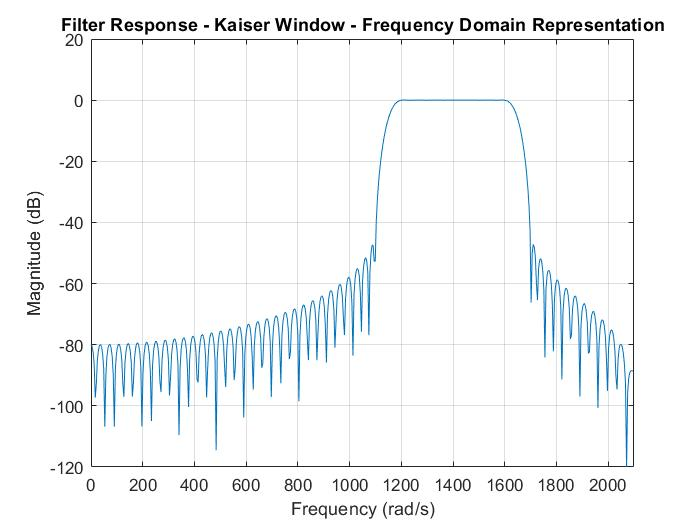 Filter Response - Kaiser Window - Frequency Domain Representation
20
0
-20
-40
-60
-80
-100
-120
Magnitude (dB)
0 200 400 600 800 1000 1200 1400 1600 1800 2000
Frequency (rad/s)